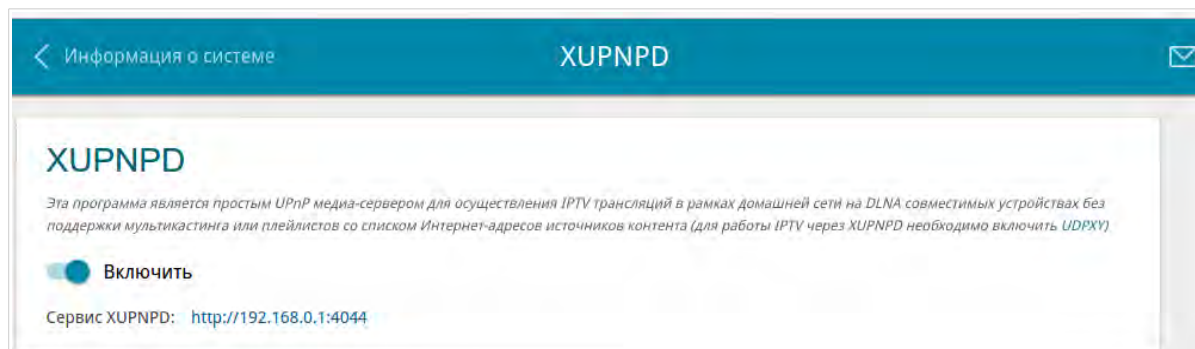 Информация о системе
XUPNPD
XUPNPD
Эта программа является простым UPnP медиа-сервером для осуществления IPTV трансляций в рамках домашней сети на DLNA совместимых устройствах без
поддержки мультикастинга или плейлистов со списком Интернет-адресов источников контента (для работы IPTV через XUPNPD необходимо включить UDPXY)
Включить
Сервис XUPNPD: http://192.168.0.1:4044